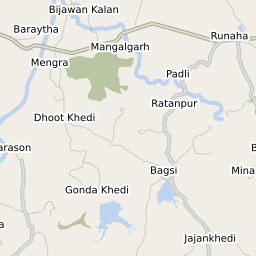 Bijawan Kalan
Baraytha
Mangalgarh
Runaha
Mengra
Padli
Ratanpur
Dhoot Khedi
arason
Bagsi
Mina
Gonda Khedi
a
Jajankhedi